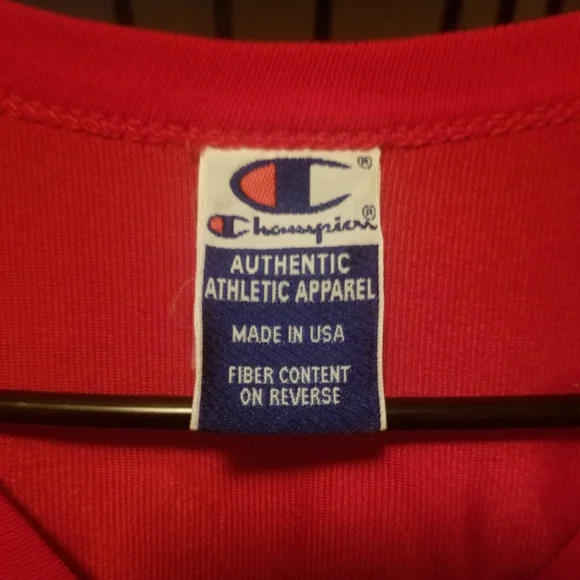 ®
Champion®
AUTHENTIC
ATHLETIC APPAREL
MADE IN USA
FIBER CONTENT
ON REVERSE